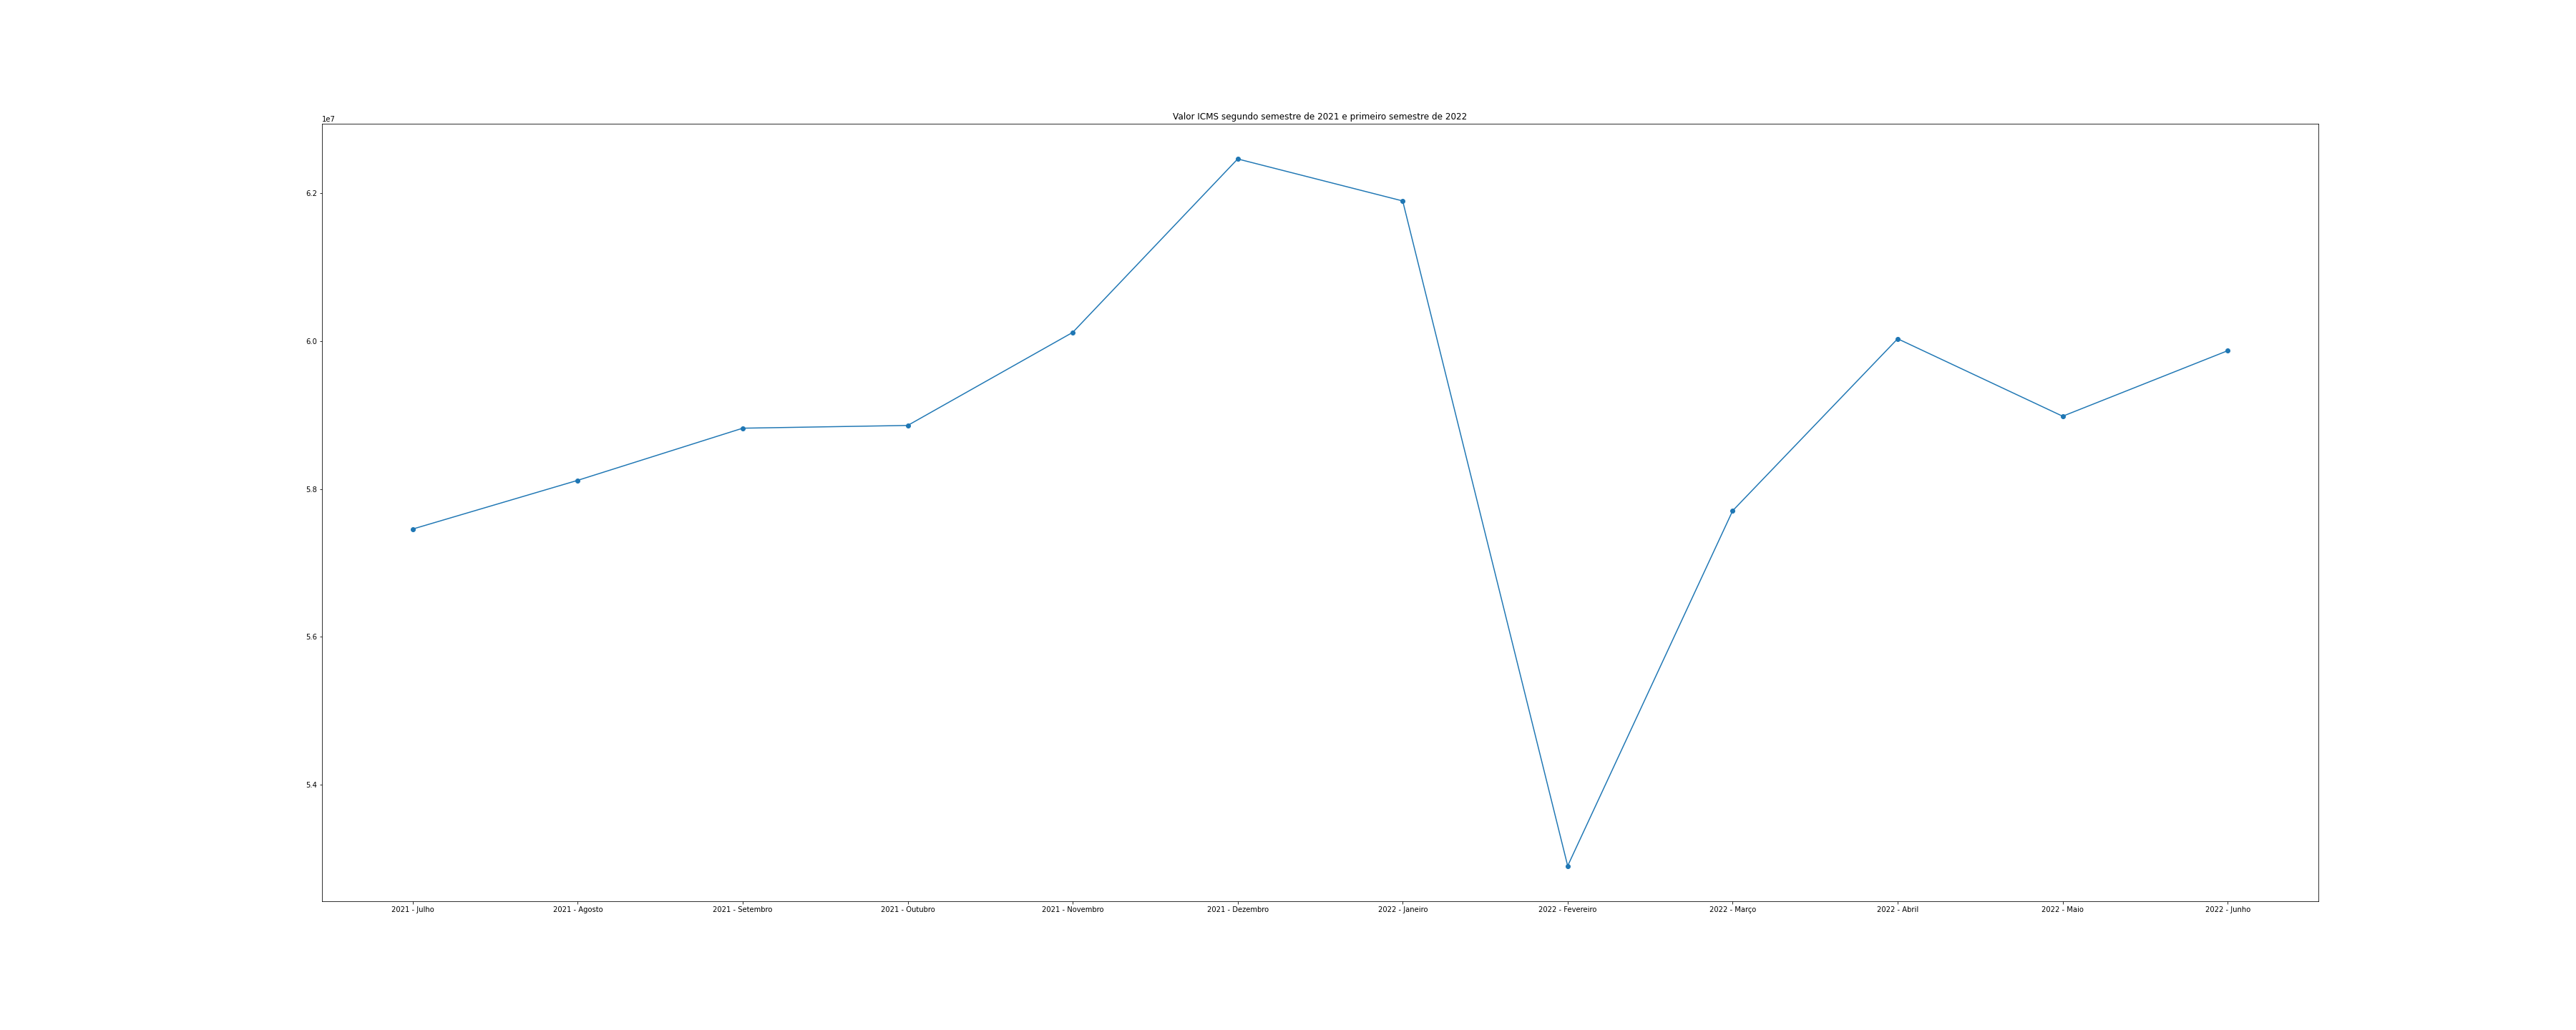 Valor ICMS segundo semestre de 2021 e primeiro semestre de 2022
1e7
6.2
6.0
5.8
5.6
5.4
2021 - Julho
2021 - Agosto
2021 - Setembro
2021 - Outubro
2021 - Novembro
2021 - Dezembro
2022 - Janeiro
2022 - Fevereiro
2022 - Março
2022 - Abril
2022 - Maio
2022 - Junho